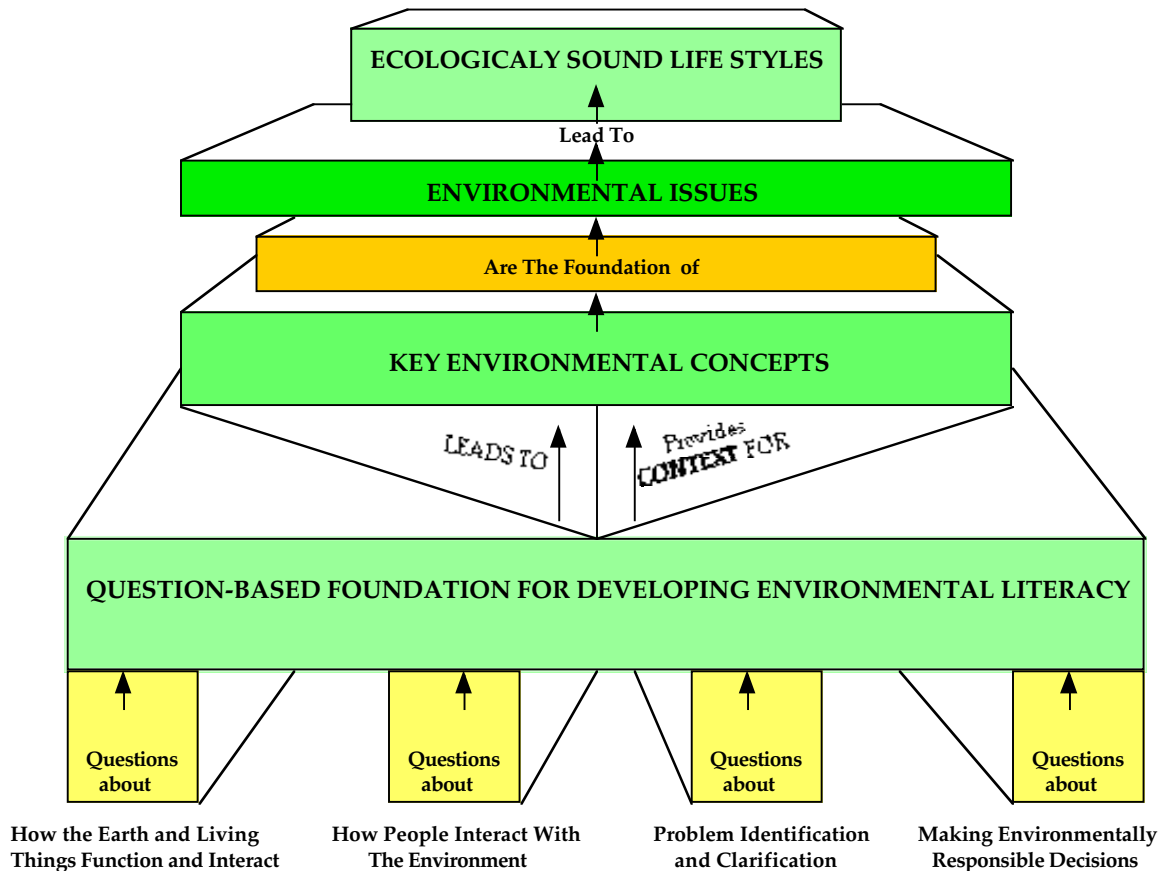 ECOLOGICALY SOUND LIFE STYLES
Lead To
ENVIRONMENTAL ISSUES
Are The Foundation of
KEY ENVIRONMENTAL CONCEPTS
LEADS TO
Provides
CONTEXT FOR
QUESTION-BASED FOUNDATION FOR DEVELOPING ENVIRONMENTAL LITERACY
Questions
about
Questions
about
Questions
about
Questions
about
How the Earth and Living
Things Function and Interact
How People Interact With
The Environment
Problem Identification
and Clarification
Making Environmentally
Responsible Decisions